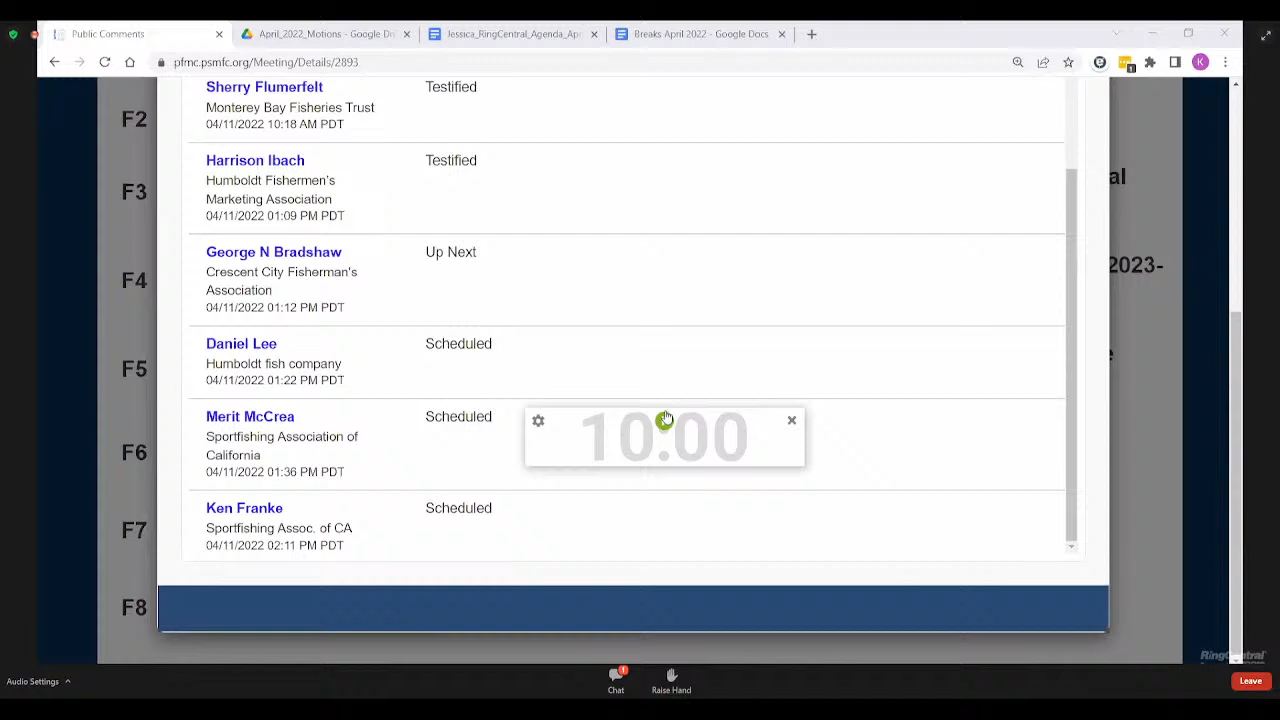 Public Comments
April_2022_Motions - Google Dri
Jessica_RingCentral_Agenda_Apr
Breaks April 2022 - Google Docs
pfmc.psmfc.org/Meeting/Details/2893
K
1
F2
F3
F4
F5
F6
F7
F8
al
2023-
Sherry Flumerfelt
Testified
Monterey Bay Fisheries Trust
04/11/2022 10:18 AM PDT
Harrison Ibach
Testified
Humboldt Fishermen's
Marketing Association
04/11/2022 01:09 PM PDT
George N Bradshaw
Up Next
Crescent City Fisherman's
Association
04/11/2022 01:12 PM PDT
Daniel Lee
Scheduled
Humboldt fish company
04/11/2022 01:22 PM PDT
Merit McCrea
Scheduled
Sportfishing Association of
California
04/11/2022 01:36 PM PDT
10:00
Ken Franke
Scheduled
Sportfishing Assoc. of CA
04/11/2022 02:11 PM PDT
RingCentral
Audio Settings
Chat
1
Raise Hand
Leave